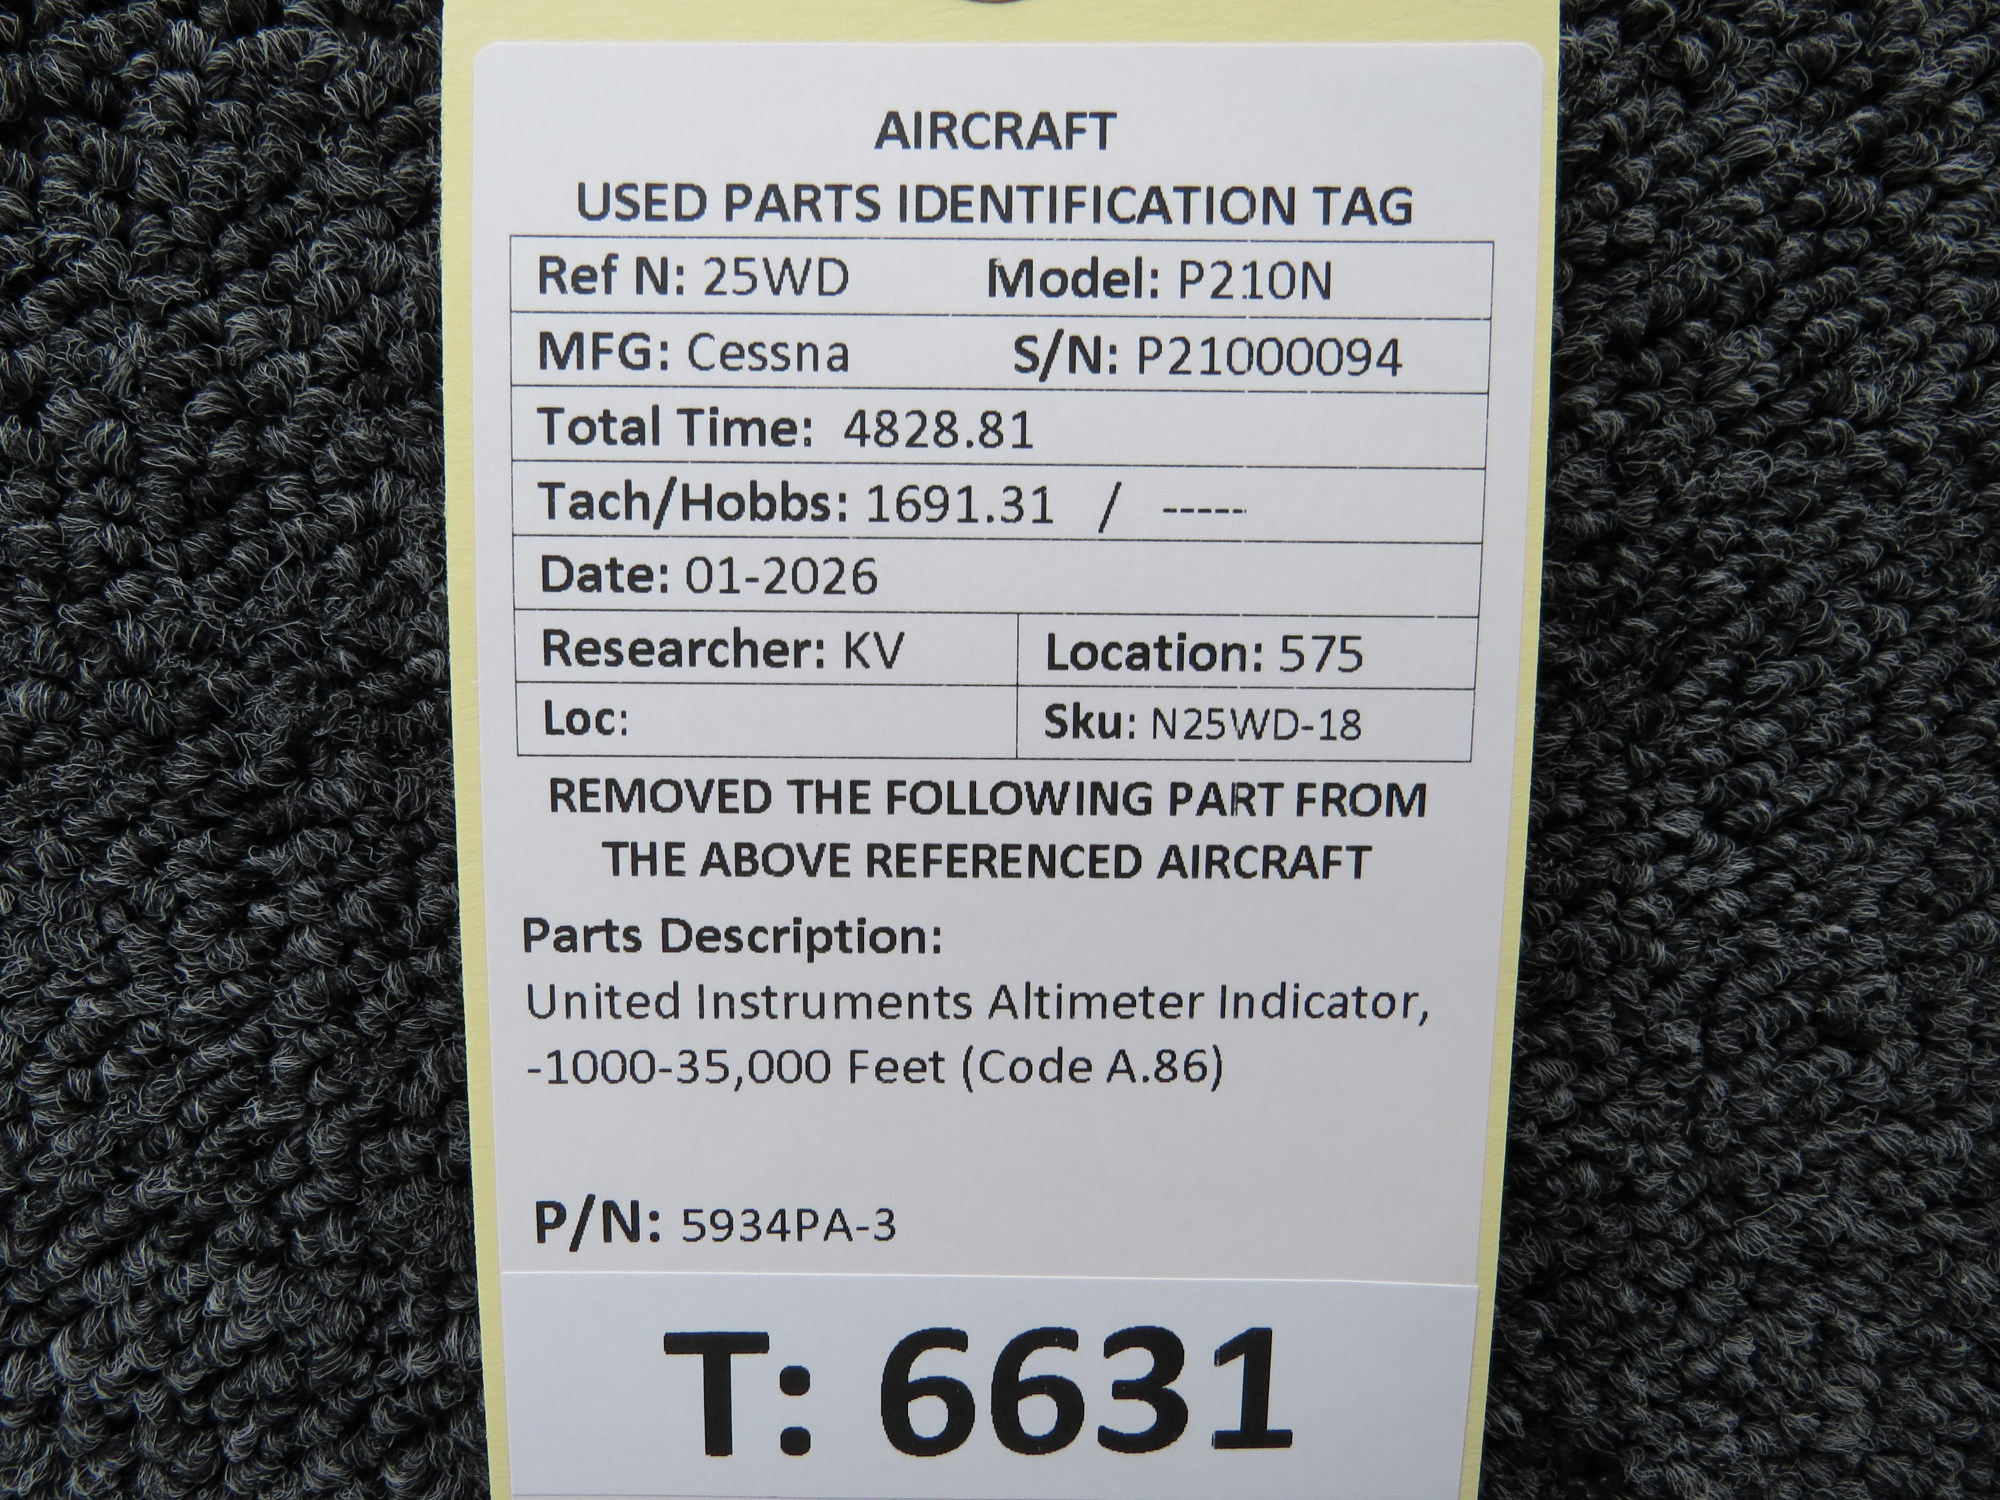 AIRCRAFT
USED PARTS IDENTIFICATION TAG
Ref N: 25WD Model: P210N
MFG: Cessna S/N: P21000094
Total Time: 4828.81
Tach/Hobbs: 1691.31 / -----
Date: 01-2026
Researcher: KV Location: 575
Loc: Sku: N25WD-18
REMOVED THE FOLLOWING PART FROM
THE ABOVE REFERENCED AIRCRAFT
Parts Description:
United Instruments Altimeter Indicator,
-1000-35,000 Feet (Code A.86)
P/N: 5934PA-3
T: 6631